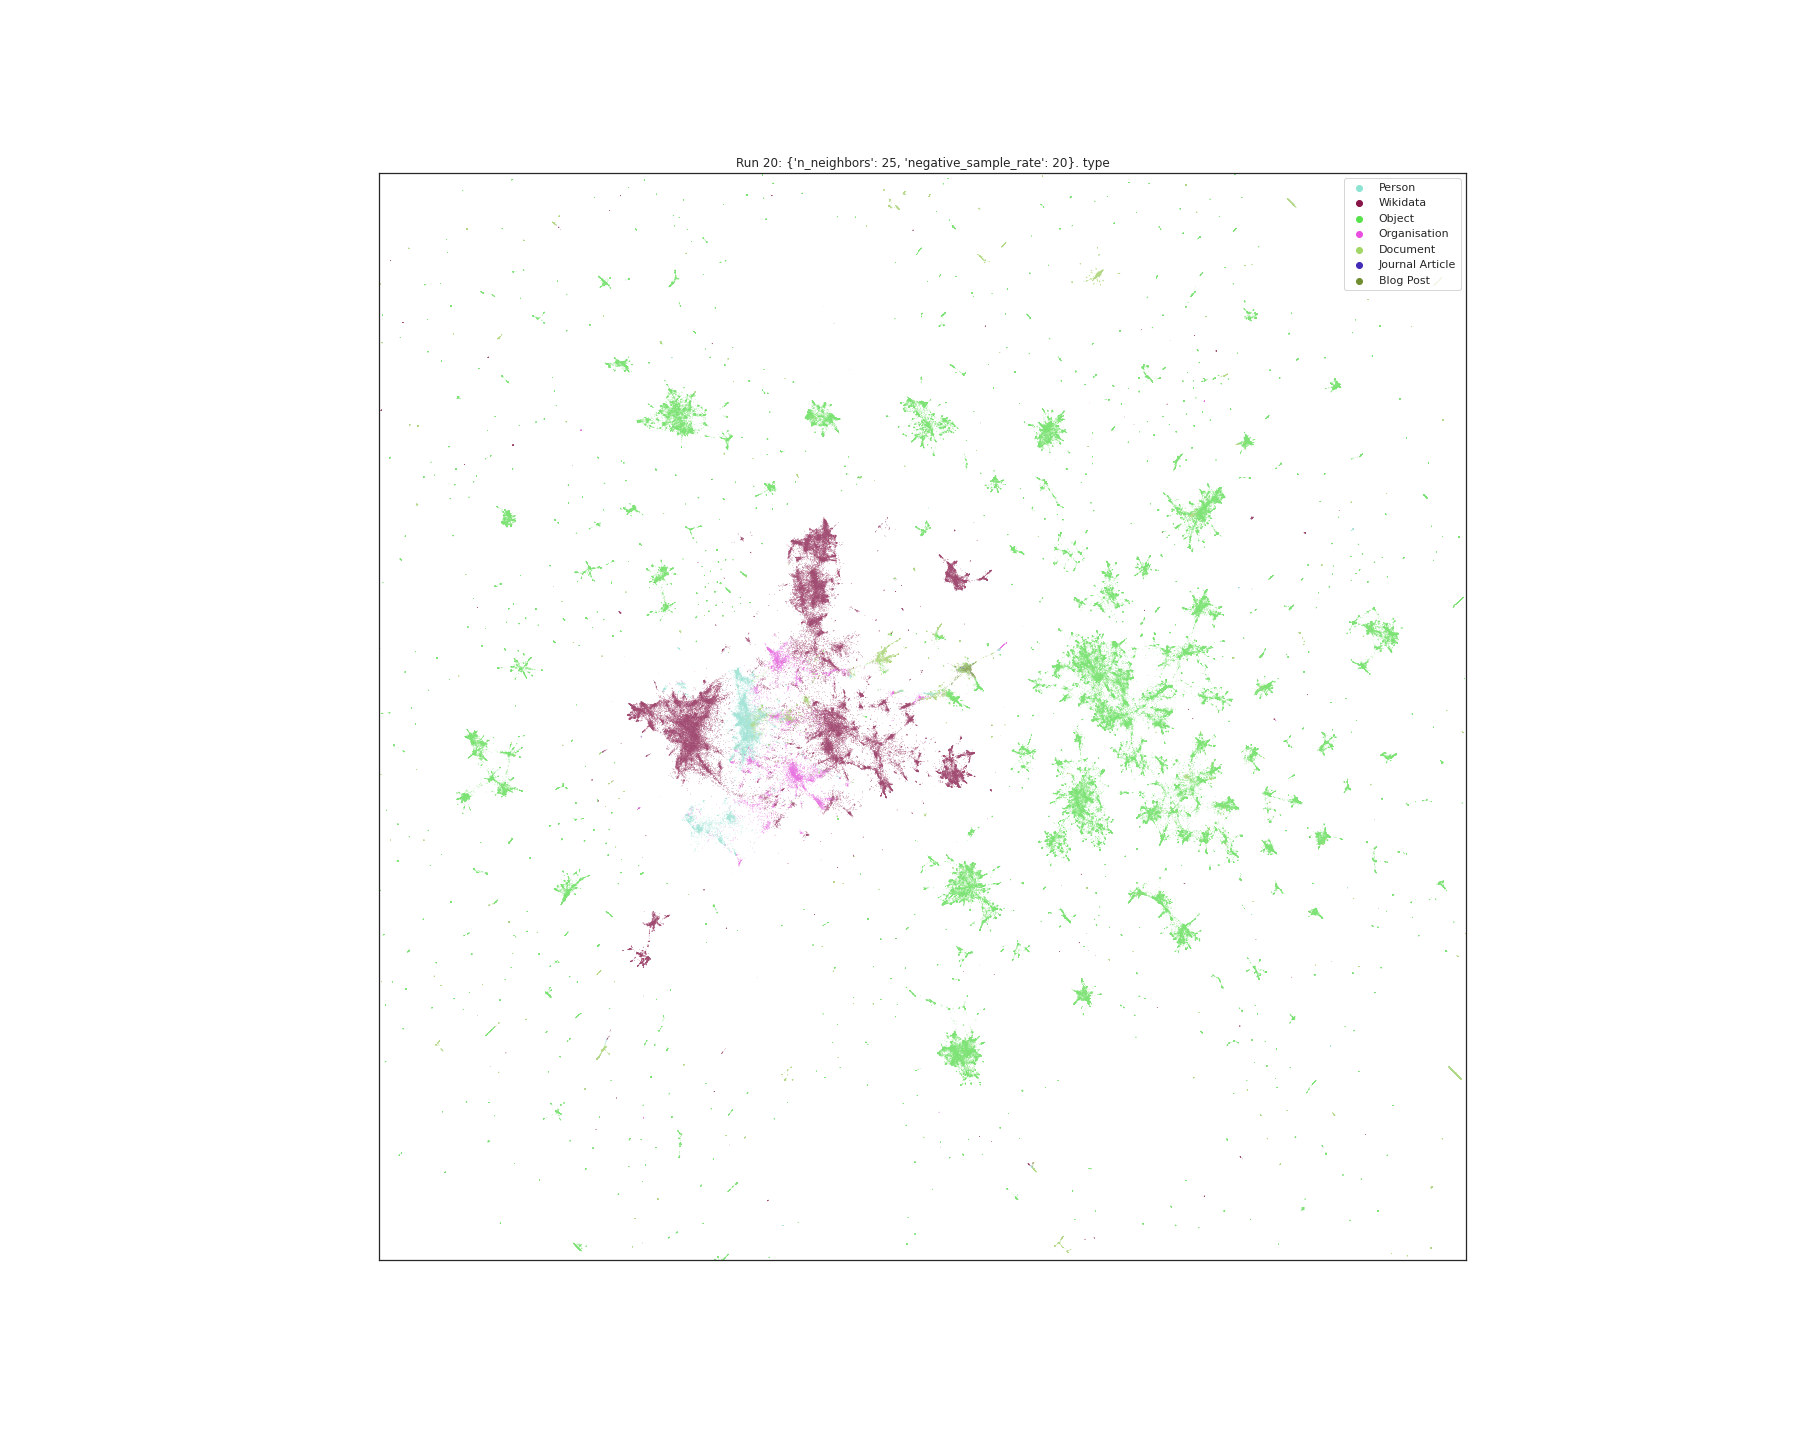 Run 20: {'n_neighbors': 25, 'negative_sample_rate': 20}. type
Person
Wikidata
Object
Organisation
Document
Journal Article
Blog Post